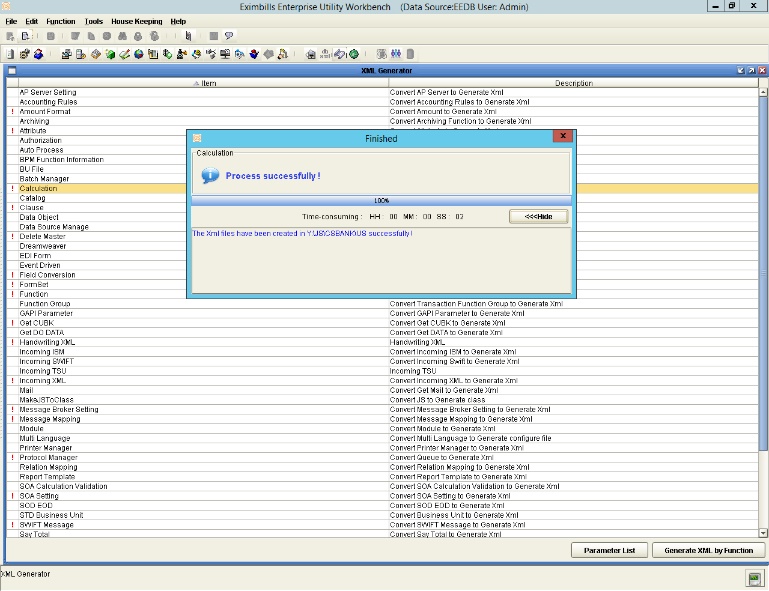 Eximbills Enterprise Utility Workbench (Data Source:EEDB User: Admin)
File Edit Function Tools House Keeping Help
XML Generator
Item Description
AP Server Setting Convert AP Server to Generate Xml
Accounting Rules Convert Accounting Rules to Generate Xml
! Amount Format Convert Amount Format to Generate Xml
Archiving Convert Archiving Function to Generate Xml
! Attribute
Authorization
Auto Process
BPM Function Information
BU File
Batch Manager
! Calculation
Catalog
! Clause
Data Object
Data Source Manage
! Delete Master
Dreamweaver
EDI Form
Event Driven
! Field Conversion
! FormSet
! Function
Finished
Calculation
Process successfully !
100%
Time-consuming : HH : 00 MM : 00 SS : 02
<<<Hide
The Xml files have been created in Y:\US\CSBANK\US successfully!
Function Group Convert Transaction Function Group to Generate Xml
GAPI Parameter Convert GAPI Parameter to Generate Xml
! Get CUBK Convert Get CUBK to Generate Xml
Get DO DATA Convert Get DATA to Generate Xml
! Handwriting XML Handwriting XML
Incoming IBM Convert Incoming IBM to Generate Xml
Incoming SWIFT Convert Incoming Swift to Generate Xml
Incoming TSU Incoming TSU
! Incoming XML Convert Incoming XML to Generate Xml
Mail Convert Get Mail to Generate Xml
MakeJSToClass Convert JS to Generate class
! Message Broker Setting Convert Message Broker Setting to Generate Xml
! Message Mapping Convert Message Mapping to Generate Xml
Module Convert Module to Generate Xml
Multi Language Convert Multi Language to Generate configure file
Printer Manager Convert Printer Manager to Generate Xml
! Protocol Manager Convert Queue to Generate Xml
Relation Mapping Convert Relation Mapping to Generate Xml
Report Template Convert Report Template to Generate Xml
SOA Calculation Validation Convert SOA Calculation Validation to Generate Xml
! SOA Setting Convert SOA Setting to Generate Xml
SOD EOD Convert SOD EOD to Generate Xml
STD Business Unit Convert Business Unit to Generate Xml
! SWIFT Message Convert SWIFT Message to Generate Xml
Say Total Convert Say Total to Generate Xml
Parameter List Generate XML by Function
XML Generator